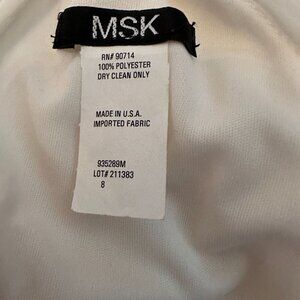 MSK
RN# 90714
100% POLYESTER
DRY CLEAN ONLY
MADE IN U.S.A.
IMPORTED FABRIC
935289M
LOT# 211383
8